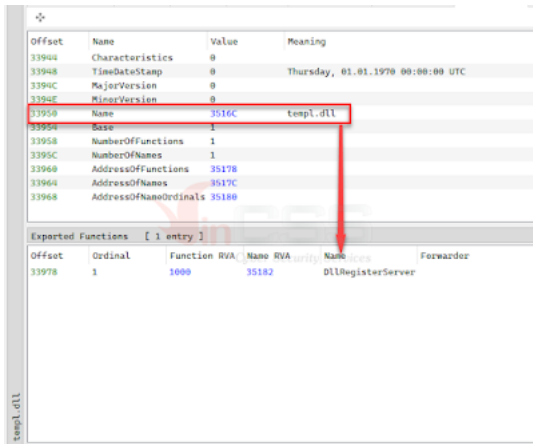 Offset Name Value Meaning
33944 Characteristics 0
33948 TimeDateStamp 0 Thursday, 01.01.1970 00:00:00 UTC
3394C MajorVersion 0
3394E MinorVersion 0
33950 Name 3516C templ.dll
33954 Base 1
33958 NumberOfFunctions 1
3395C NumberOfNames 1
33960 AddressOfFunctions 35178
33964 AddressOfNames 3517C
33968 AddressOfNameOrdinals 35180
inCSS
Exported Functions [ 1 entry ]
Offset Ordinal Function RVA Name RVA Name Forwarder
33978 1 1000 35182 DllRegisterServer
templ.dll